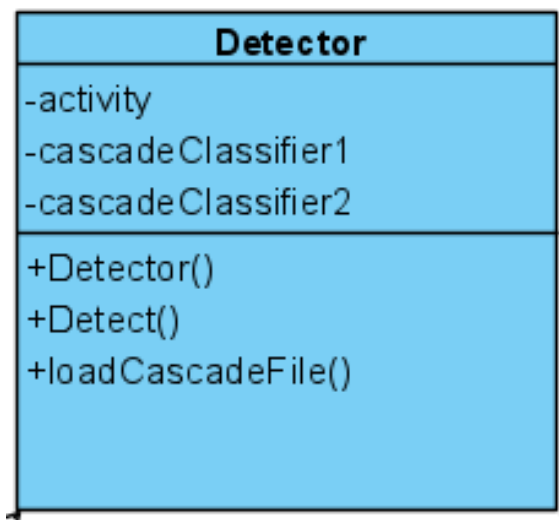 Detector
-activity
-cascadeClassifier1
-cascadeClassifier2
+Detector()
+Detect()
+loadCascadeFile()